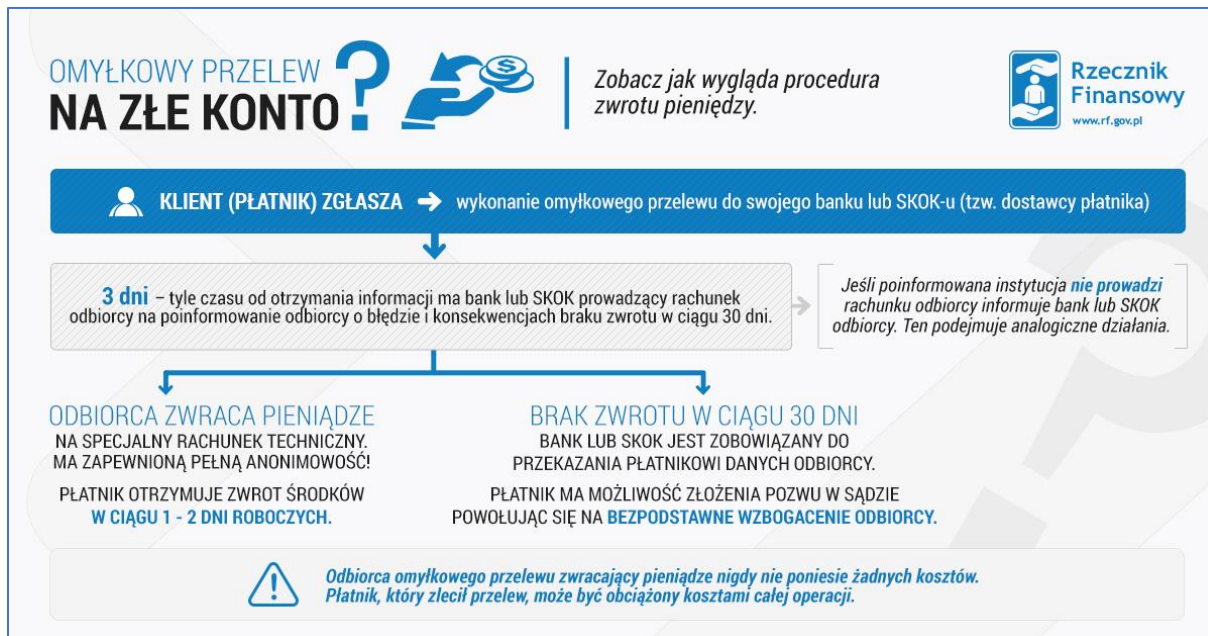 OMYŁKOWY PRZELEW
NA ZŁE KONTO?
Zobacz jak wygląda procedura
zwrotu pieniędzy.
Rzecznik
Finansowy
www.rf.gov.pl
KLIENT (PŁATNIK) ZGŁASZA → wykonanie omyłkowego przelewu do swojego banku lub SKOK-u (tzw. dostawcy płatnika)
3 dni – tyle czasu od otrzymania informacji ma bank lub SKOK prowadzący rachunek
odbiorcy na poinformowanie odbiorcy o błędzie i konsekwencjach braku zwrotu w ciągu 30 dni.
Jeśli poinformowana instytucja nie prowadzi
rachunku odbiorcy informuje bank lub SKOK
odbiorcy. Ten podejmuje analogiczne działania.
ODBIORCA ZWRACA PIENIĄDZE
NA SPECJALNY RACHUNEK TECHNICZNY.
MA ZAPEWNIONĄ PEŁNĄ ANONIMOWOŚĆ!
PŁATNIK OTRZYMUJE ZWROT ŚRODKÓW
W CIĄGU 1 - 2 DNI ROBOCZYCH.
BRAK ZWROTU W CIĄGU 30 DNI
BANK LUB SKOK JEST ZOBOWIĄZANY DO
PRZEKAZANIA PŁATNIKOWI DANYCH ODBIORCY.
PŁATNIK MA MOŻLIWOŚĆ ZŁOŻENIA POZWU W SĄDZIE
POWOŁUJĄC SIĘ NA BEZPODSTAWNE WZBOGACENIE ODBIORCY.
Odbiorca omyłkowego przelewu zwracający pieniądze nigdy nie poniesie żadnych kosztów.
Płatnik, który zlecił przelew, może być obciążony kosztami całej operacji.